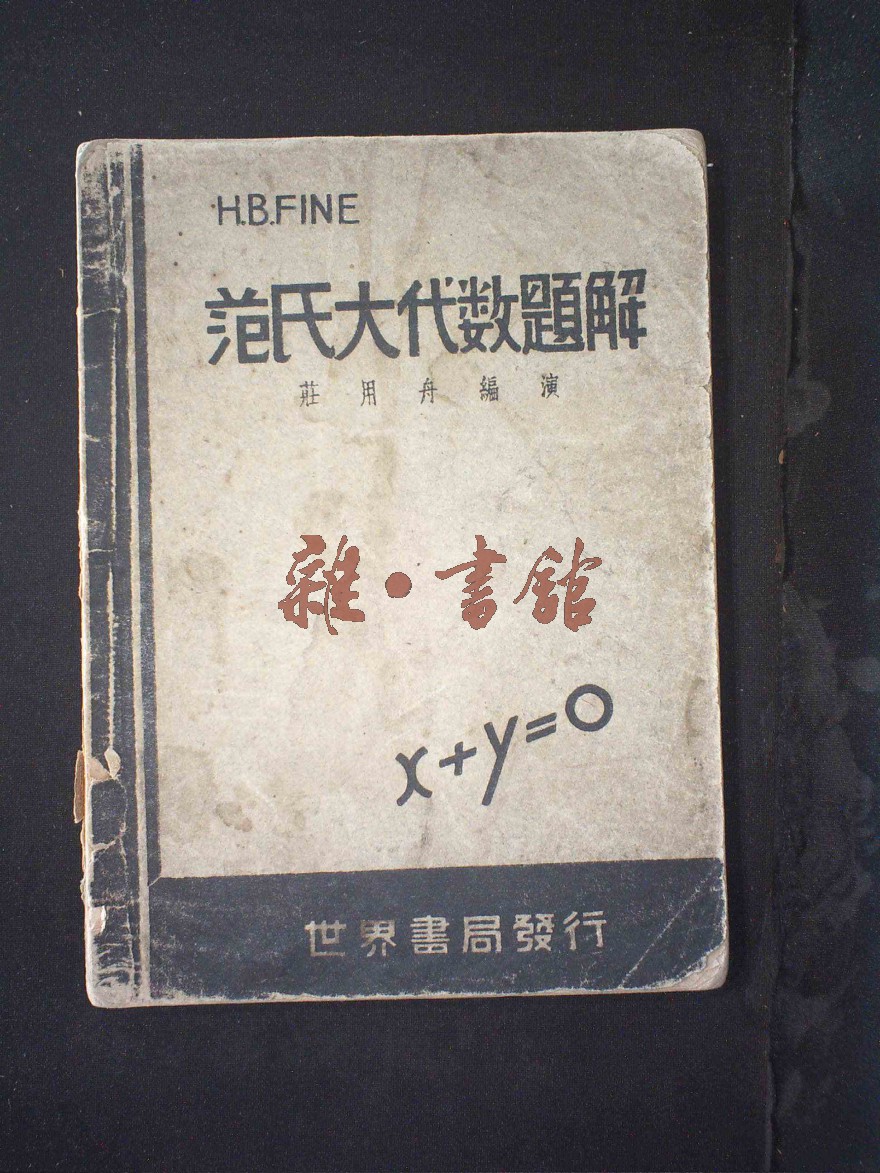 H.B.FINE
范氏大代数題解
莊用舟編演
雜·書舘
x+y=0
世界書局發行